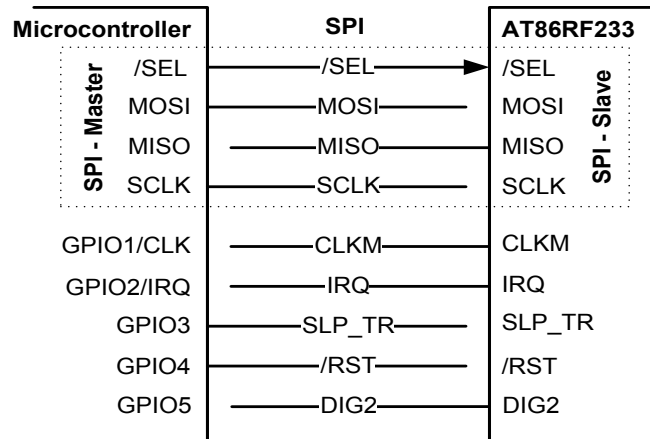 Microcontroller SPI AT86RF233
/SEL /SEL /SEL
MOSI MOSI MOSI
MISO MISO MISO
SCLK SCLK SCLK
SPI - Master
SPI - Slave
GPIO1/CLK CLKM CLKM
GPIO2/IRQ IRQ IRQ
GPIO3 SLP_TR SLP_TR
GPIO4 /RST /RST
GPIO5 DIG2 DIG2